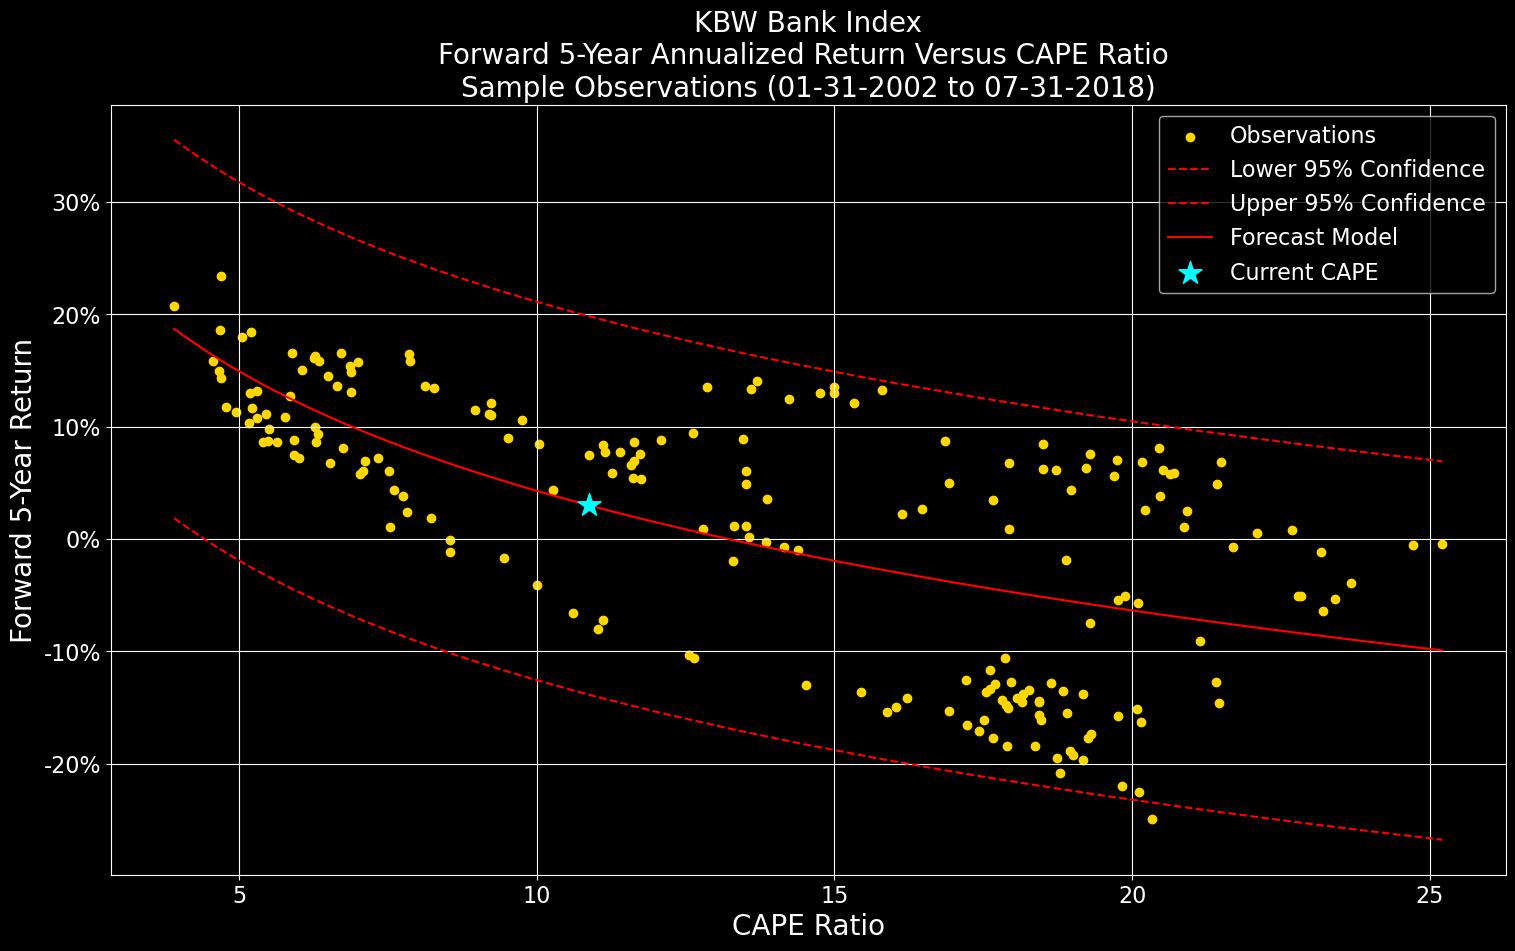 KBW Bank Index
Forward 5-Year Annualized Return Versus CAPE Ratio
Sample Observations (01-31-2002 to 07-31-2018)
Observations
Lower 95% Confidence
Upper 95% Confidence
Forecast Model
Current CAPE
Forward 5-Year Return
30%
20%
10%
0%
-10%
-20%
5
10
15
20
25
CAPE Ratio